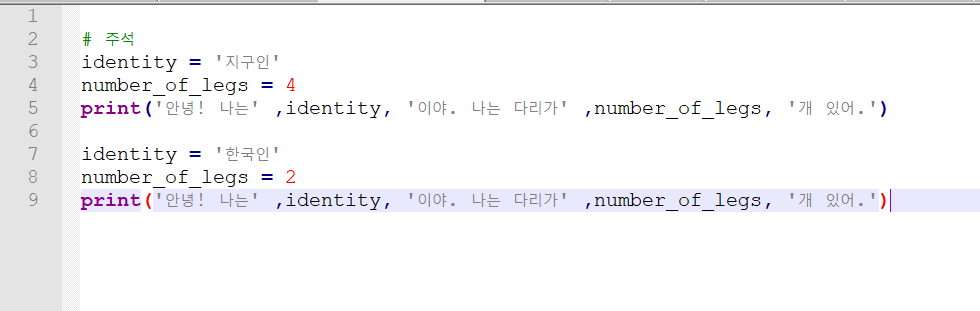 1
2 # 주석
3 identity = '지구인'
4 number_of_legs = 4
5 print('안녕! 나는' ,identity, '이야. 나는 다리가' ,number_of_legs, '개 있어.')
6
7 identity = '한국인'
8 number_of_legs = 2
9 print('안녕! 나는' ,identity, '이야. 나는 다리가' ,number_of_legs, '개 있어.')